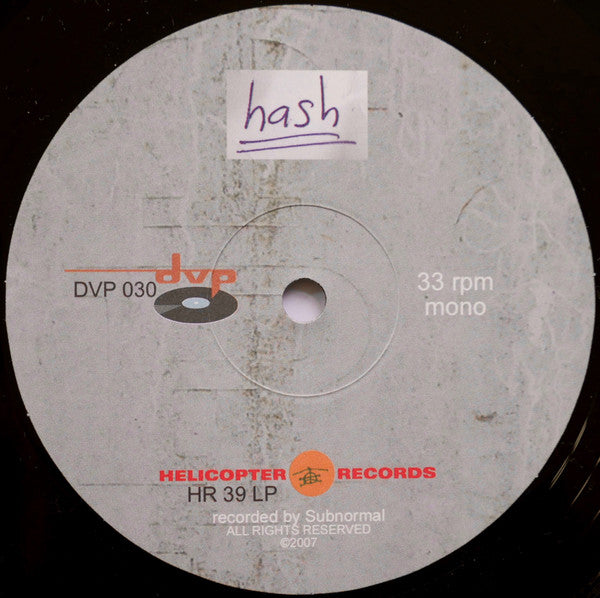 hash
dvp
DVP 030
33 rpm
mono
HELICOPTER RECORDS
HR 39 LP
recorded by Subnormal
ALL RIGHTS RESERVED
©2007